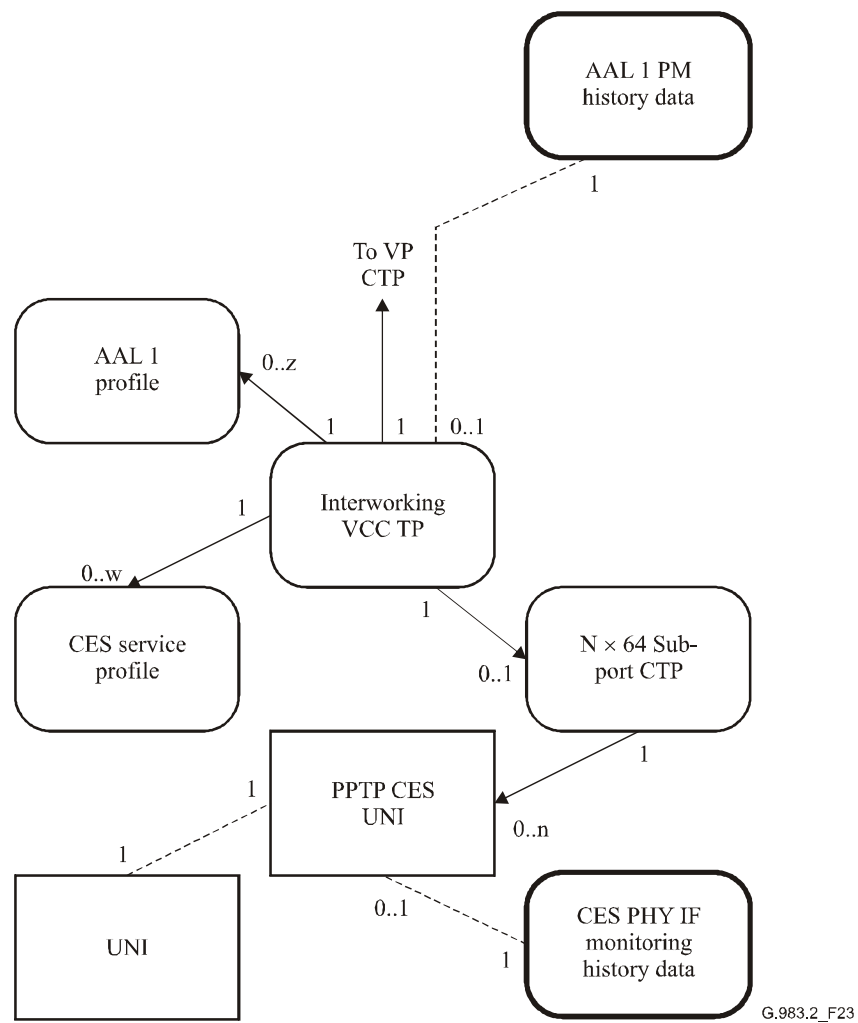 AAL 1 PM
history data
1
To VP
CTP
AAL 1
profile
0..z
1
1
0..1
Interworking
VCC TP
1
0..w
CES service
profile
1
0..1
N × 64 Sub-
port CTP
1
PPTP CES
UNI
1
0..n
1
0..1
UNI
CES PHY IF
monitoring
history data
1
G.983.2_F23